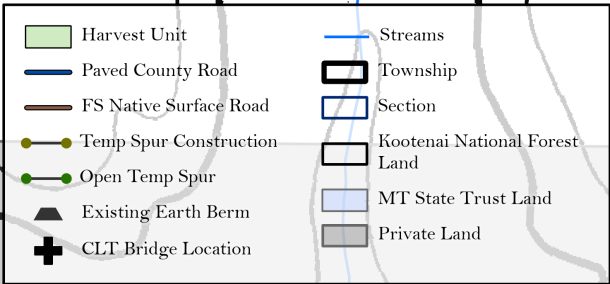 Harvest Unit
Paved County Road
FS Native Surface Road
Temp Spur Construction
Open Temp Spur
Existing Earth Berm
CLT Bridge Location
Streams
Township
Section
Kootenai National Forest
Land
MT State Trust Land
Private Land